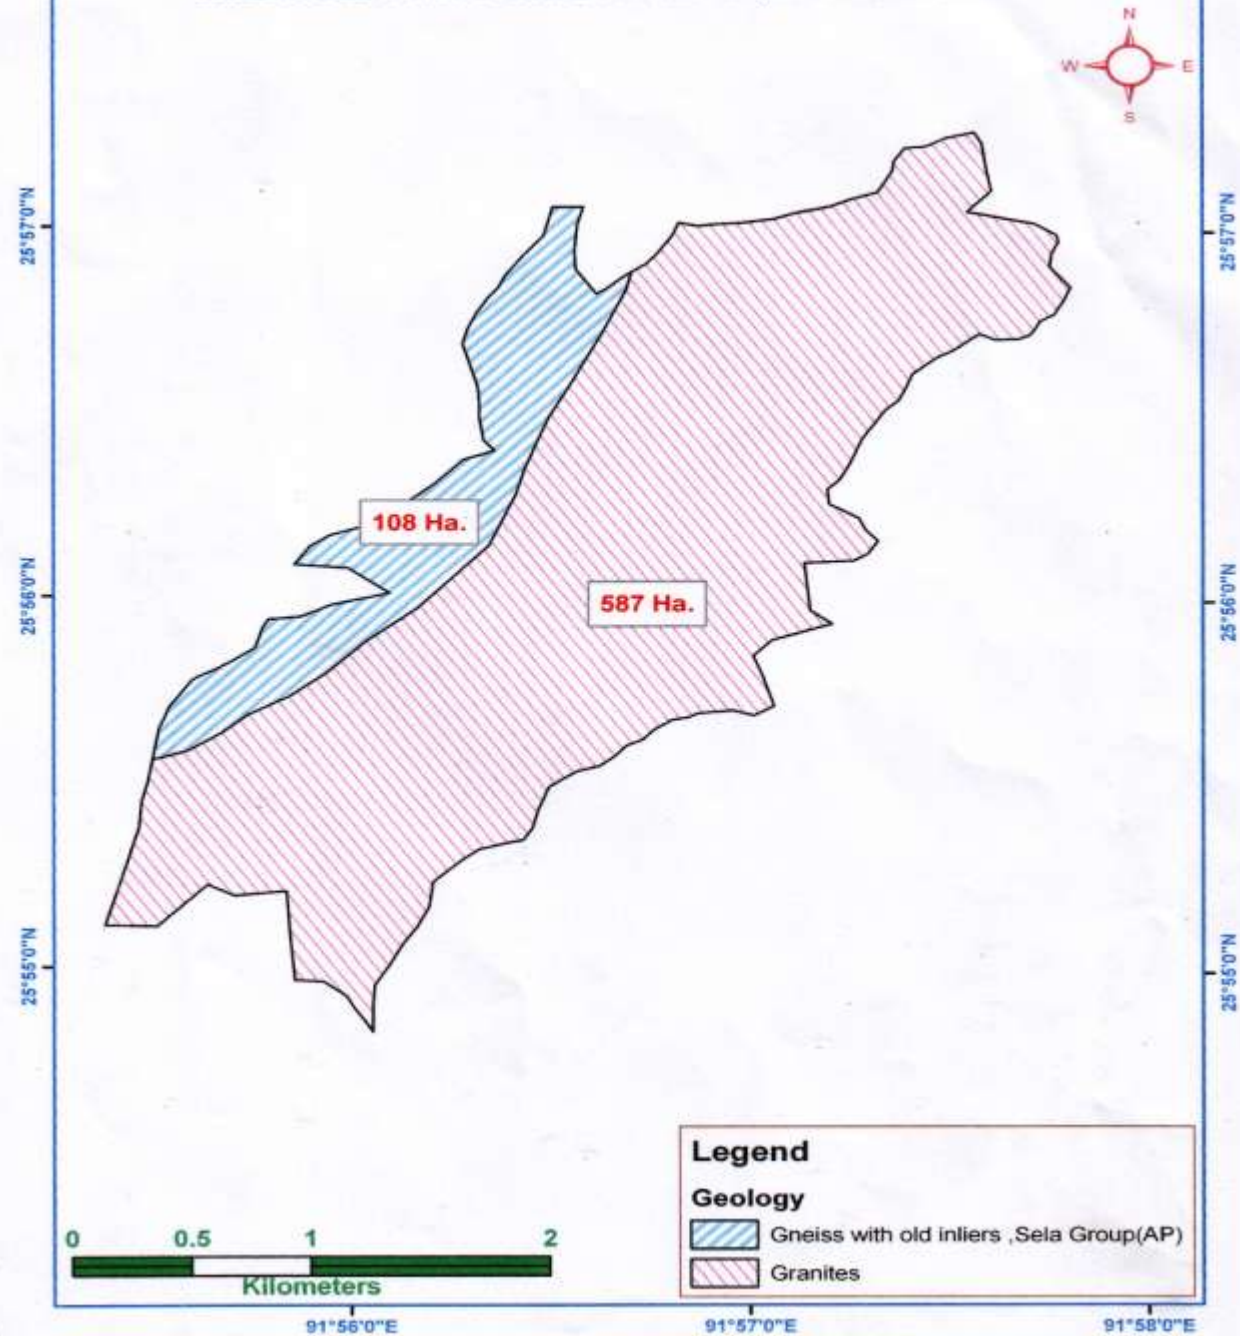 N
W E
S
25°57'0"N
25°57'0"N
108 Ha.
587 Ha.
25°56'0"N
25°56'0"N
25°55'0"N
25°55'0"N
Legend
Geology
Gneiss with old inliers ,Sela Group(AP)
Granites
0 0.5 1 2
Kilometers
91°56'0"E 91°57'0"E 91°58'0"E